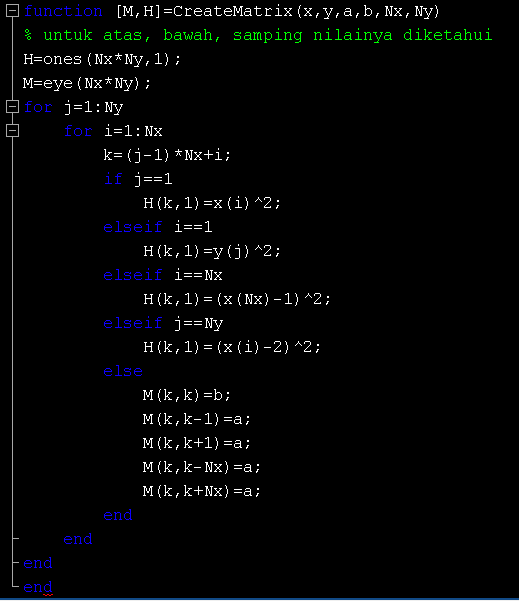 function [M,H]=CreateMatrix(x,y,a,b,Nx,Ny)
% untuk atas, bawah, samping nilainya diketahui
H=ones(Nx*Ny,1);
M=eye(Nx*Ny);
for j=1:Ny
    for i=1:Nx
        k=(j-1)*Nx+i;
        if j==1
            H(k,1)=x(i)^2;
        elseif i==1
            H(k,1)=y(j)^2;
        elseif i==Nx
            H(k,1)=(x(Nx)-1)^2;
        elseif j==Ny
            H(k,1)=(x(i)-2)^2;
        else
            M(k,k)=b;
            M(k,k-1)=a;
            M(k,k+1)=a;
            M(k,k-Nx)=a;
            M(k,k+Nx)=a;
        end
    end
end
end